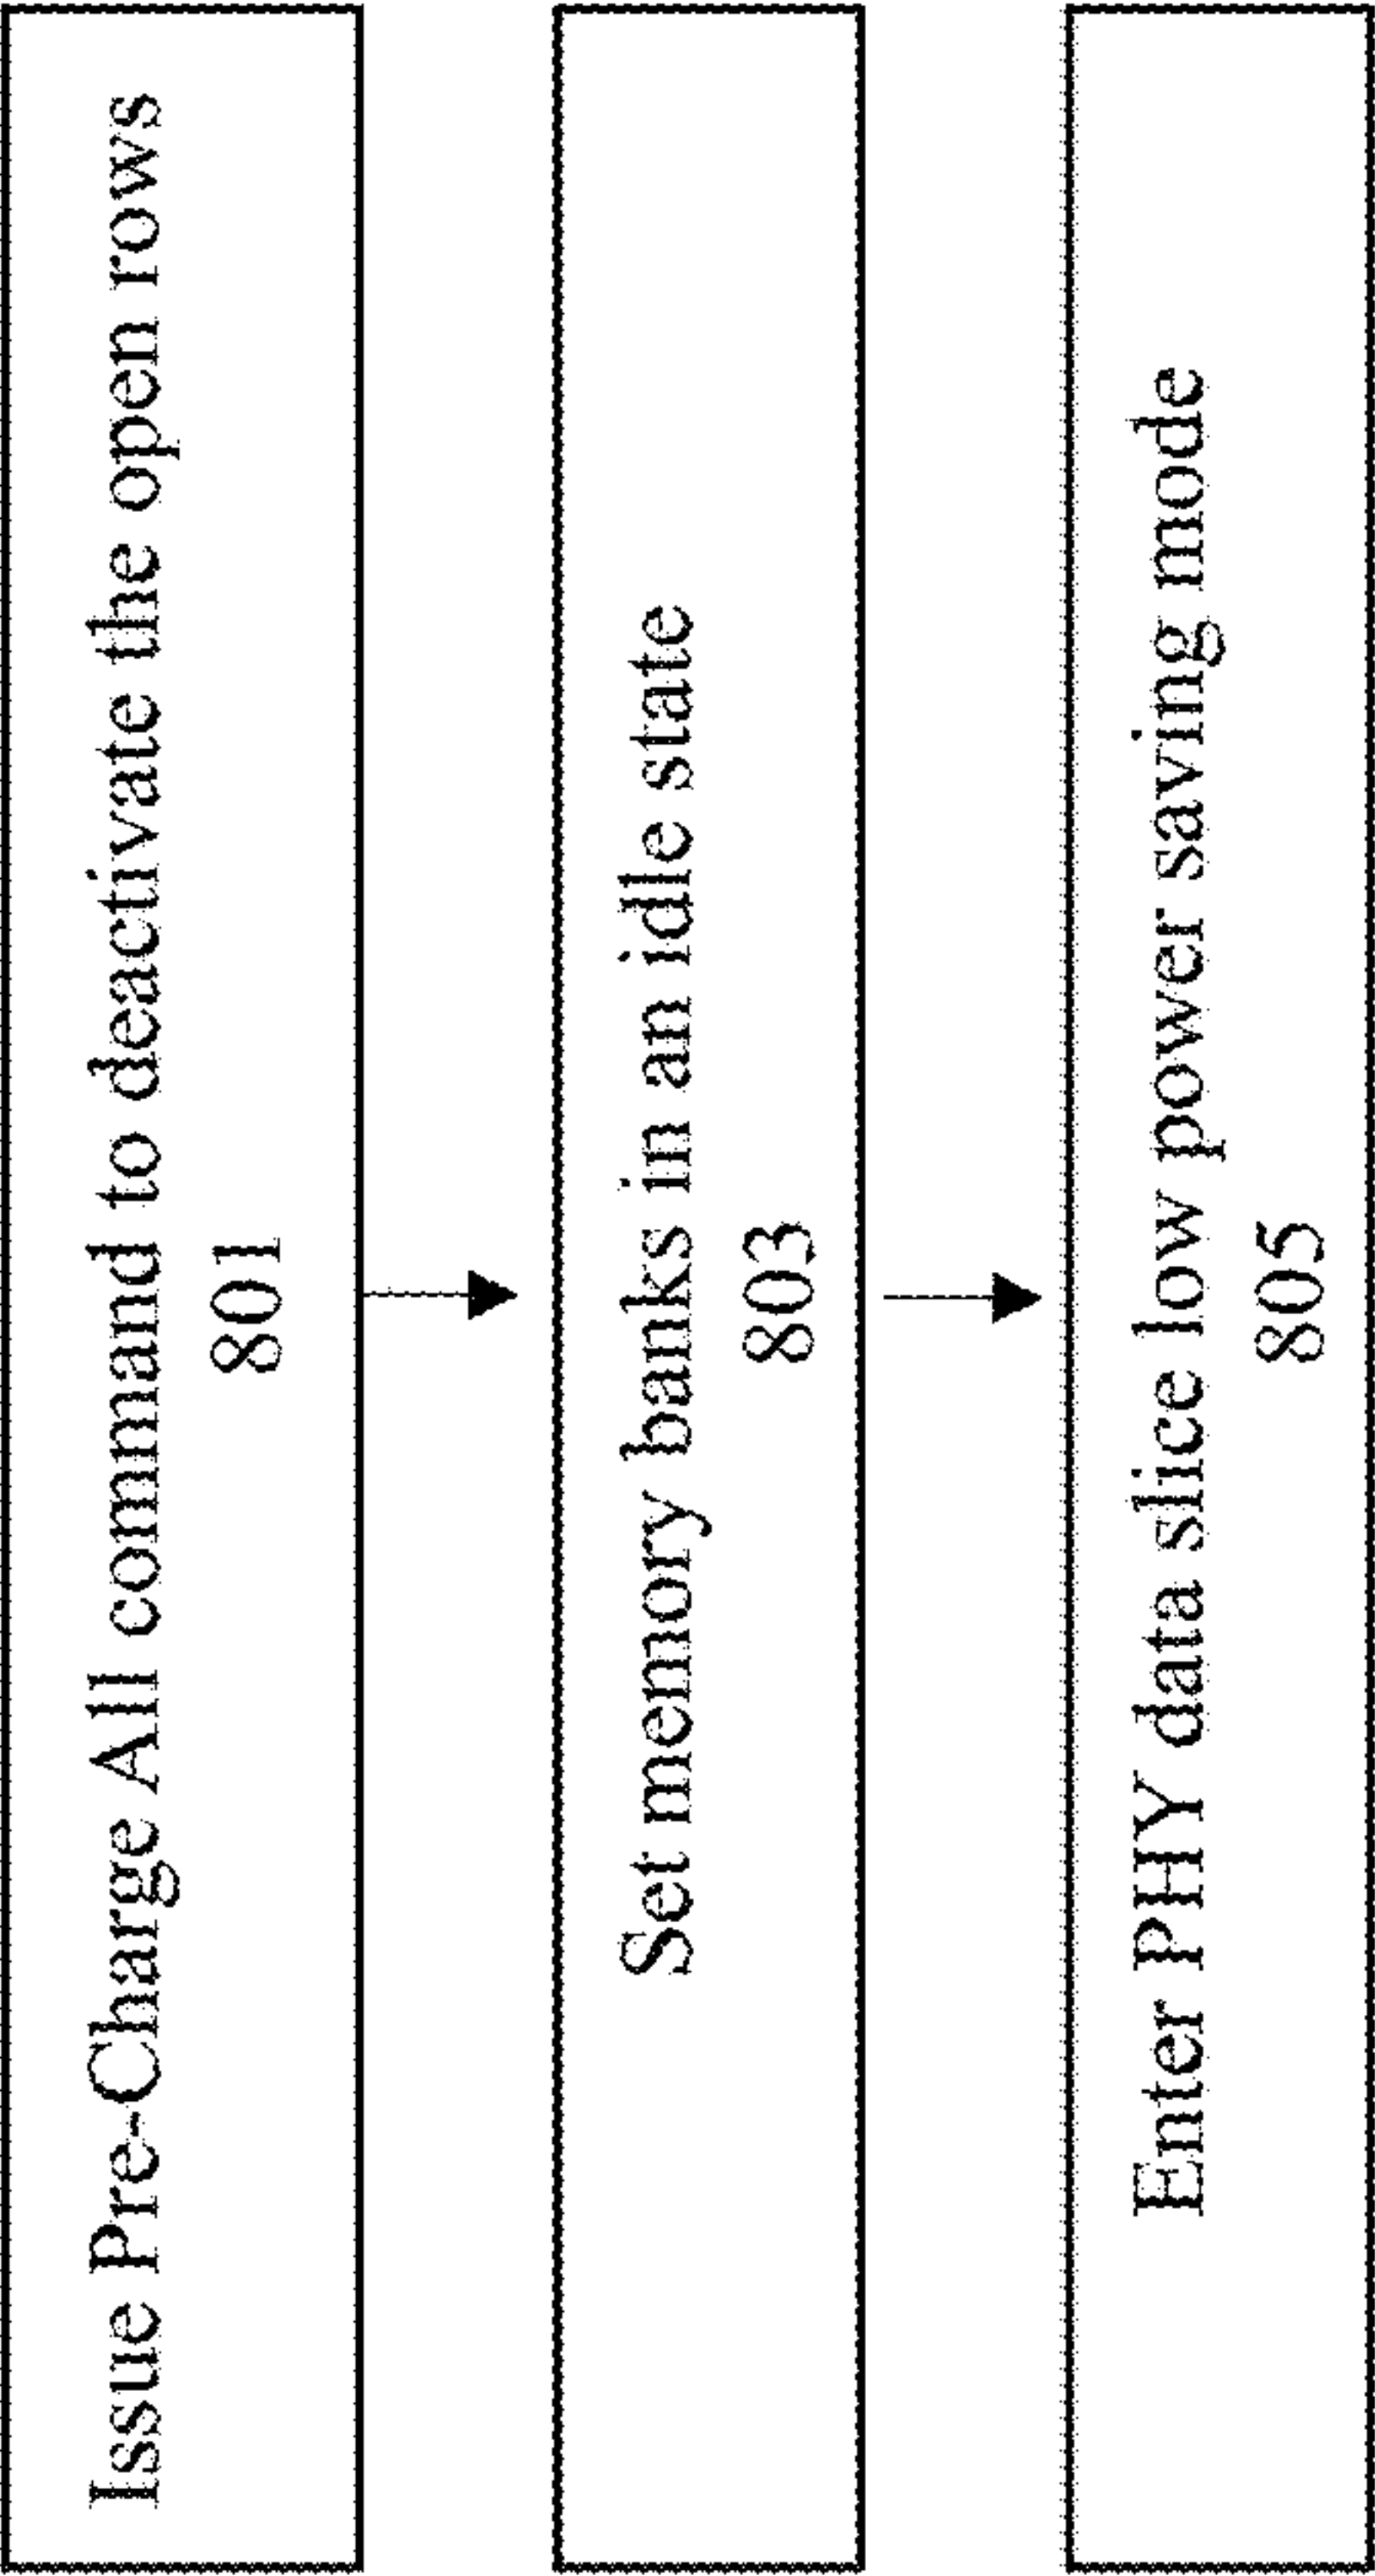 Issue Pre-Charge All command to deactivate the open rows
801
Set memory banks in an idle state
803
Enter PHY data slice low power saving mode
805